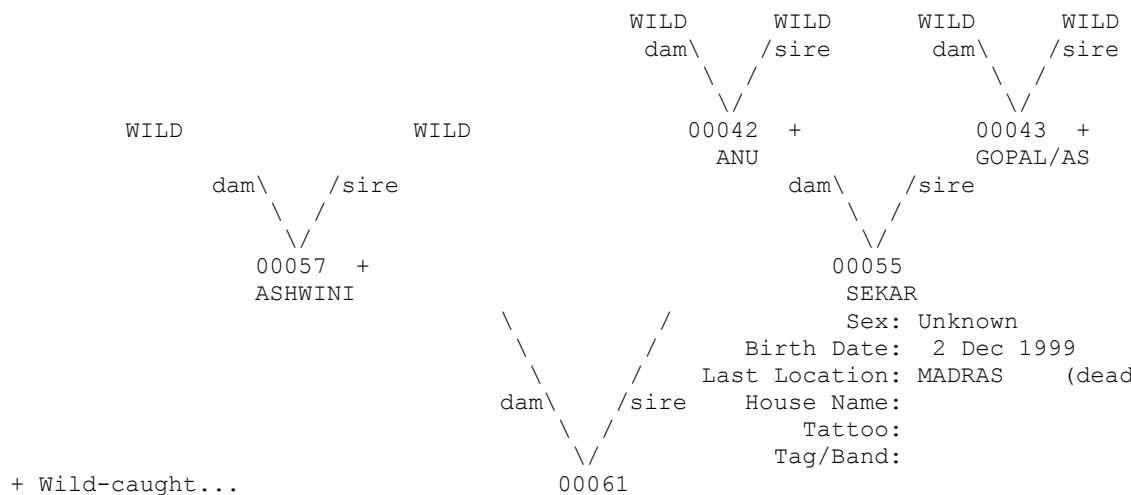 WILD WILD WILD WILD
dam\ /sire dam\ /sire
\ / \ /
\/ \/
WILD WILD 00042 + 00043 +
ANU GOPAL/AS
dam\ /sire dam\ /sire
\ / \ /
\/ \/
00057 + 00055
ASHWINI SEKAR
\ / Sex: Unknown
\ / Birth Date: 2 Dec 1999
\ / Last Location: MADRAS (dead
dam\ /sire House Name:
\ / Tattoo:
\/ Tag/Band:
+ Wild-caught... 00061